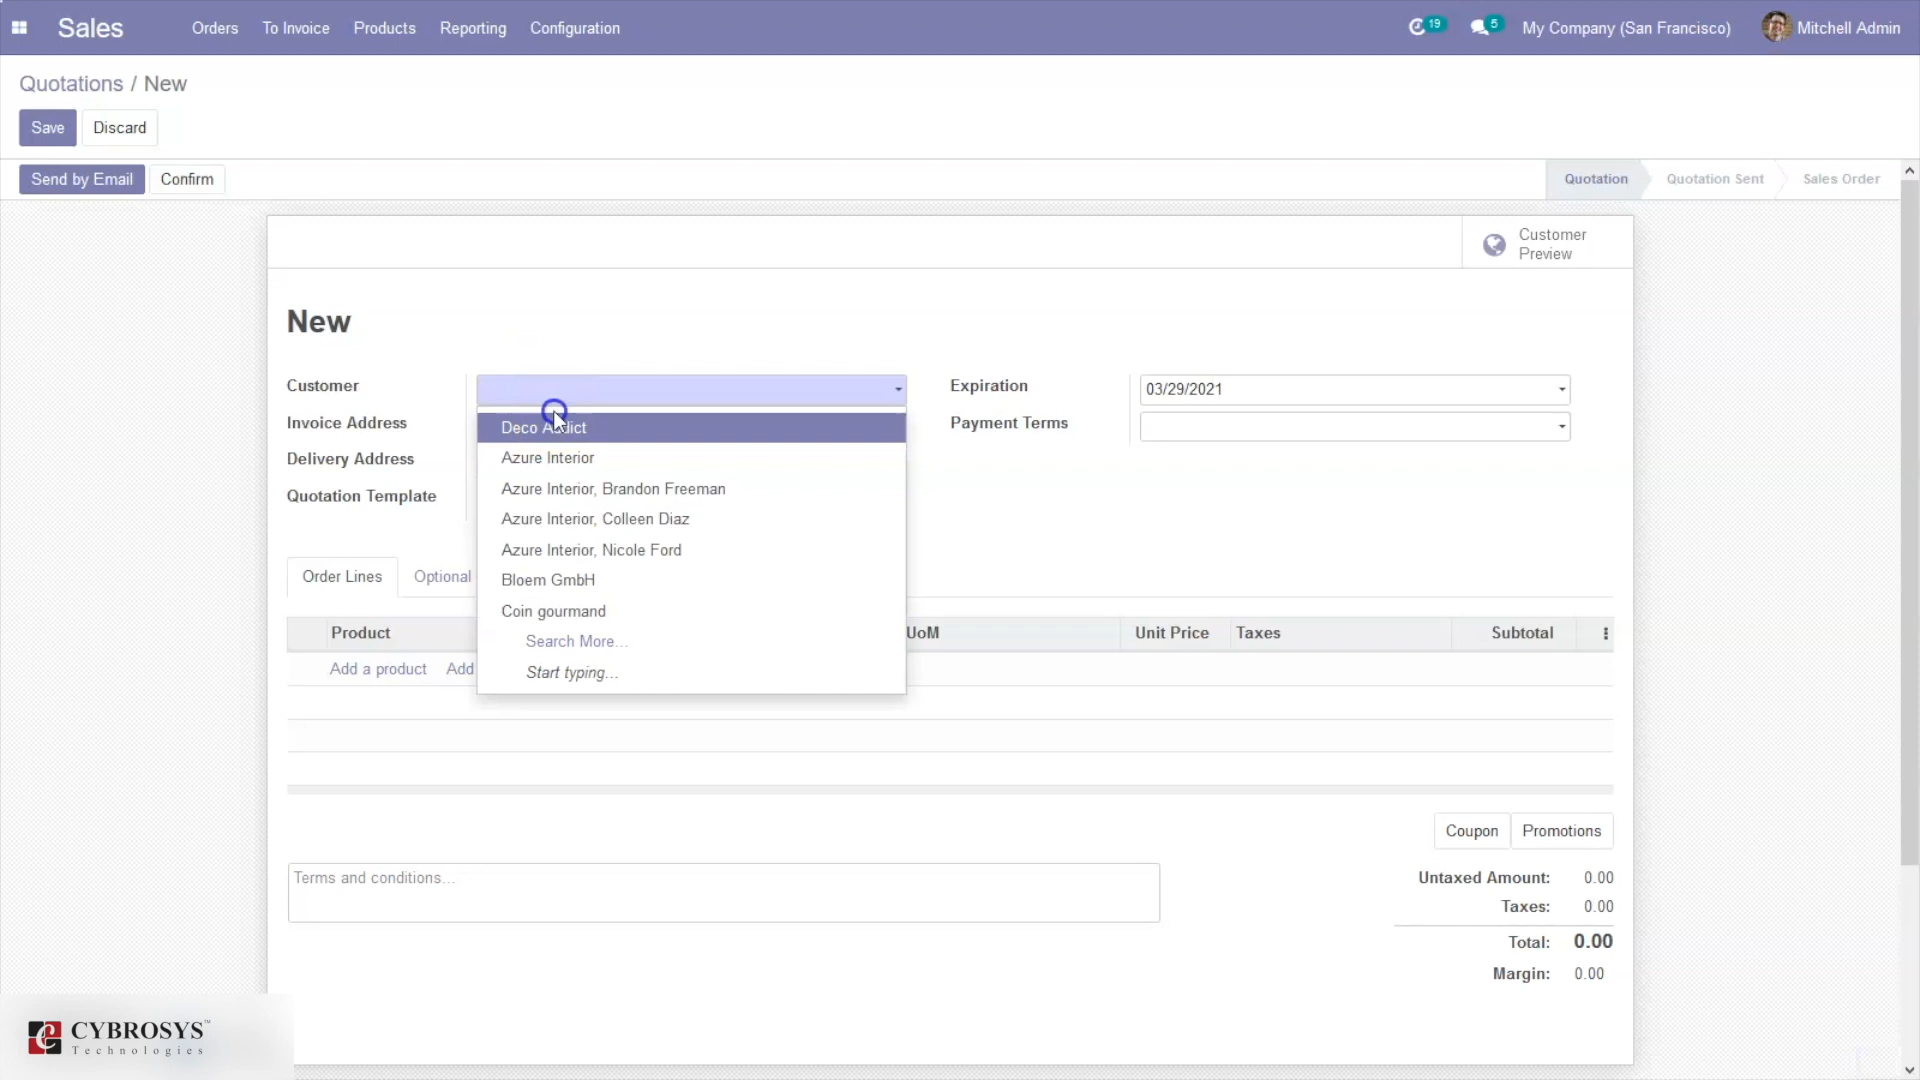 Sales
Orders
To Invoice
Products
Reporting
Configuration
19
5
My Company (San Francisco)
Mitchell Admin
Quotations / New
Save
Discard
Send by Email
Confirm
Quotation
Quotation Sent
Sales Order
Customer
Preview
New
Customer
Invoice Address
Delivery Address
Quotation Template
Deco Addict
Azure Interior
Azure Interior, Brandon Freeman
Azure Interior, Colleen Diaz
Azure Interior, Nicole Ford
Bloem GmbH
Coin gourmand
Search More...
Start typing...
Expiration
03/29/2021
Payment Terms
Order Lines
Optional
Product
UoM
Unit Price
Taxes
Subtotal
Add a product
Add
Coupon
Promotions
Terms and conditions...
Untaxed Amount: 0.00
Taxes: 0.00
Total: 0.00
Margin: 0.00
CYBROSYS™
Technologies